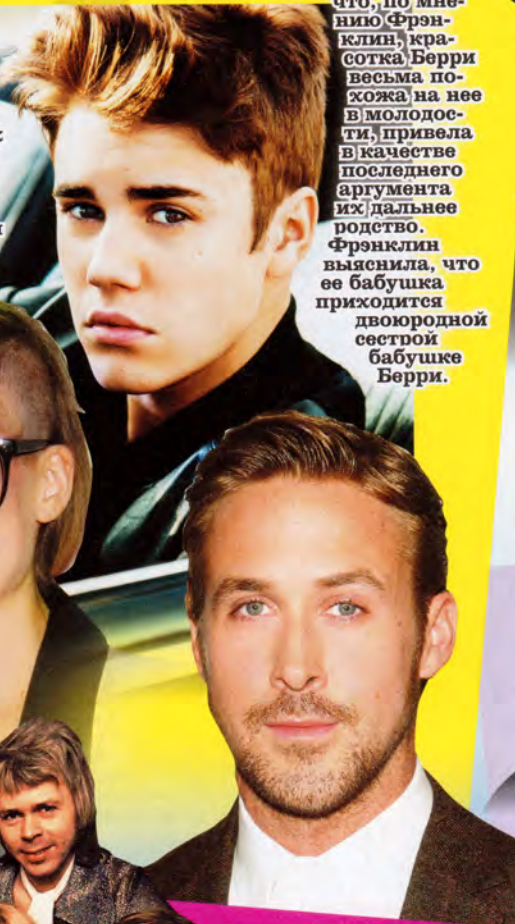 что, по мне-
нию Фрэн-
клин, кра-
сотка Берри
весьма по-
хожа на нее
в молодос-
ти, привела
в качестве
последнего
аргумента
их дальнее
родство.
Фрэнклин
выяснила, что
ее бабушка
приходится
двоюродной
сестрой
бабушке
Берри.